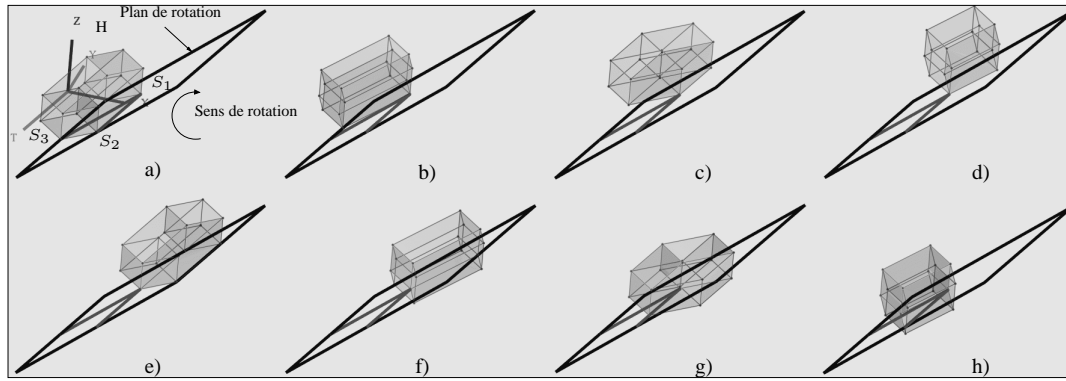 Plan de rotation
Z
H
Y
S₁
X
Sens de rotation
T
S₃
S₂
a)
b)
c)
d)
e)
f)
g)
h)